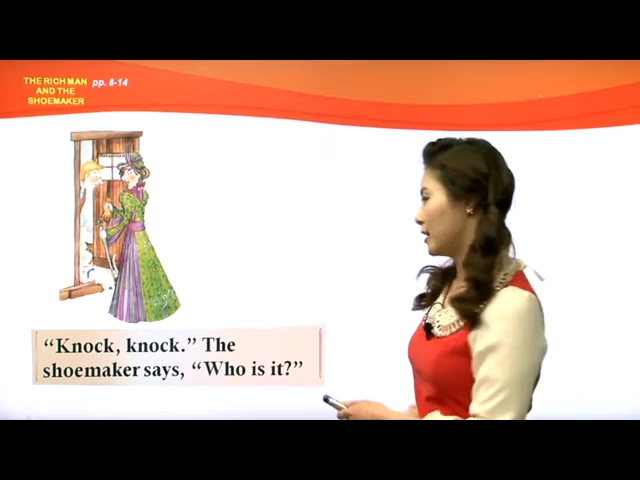 THE RICH MAN pp. 8-14
AND THE
SHOEMAKER
“Knock, knock.” The
shoemaker says, “Who is it?”